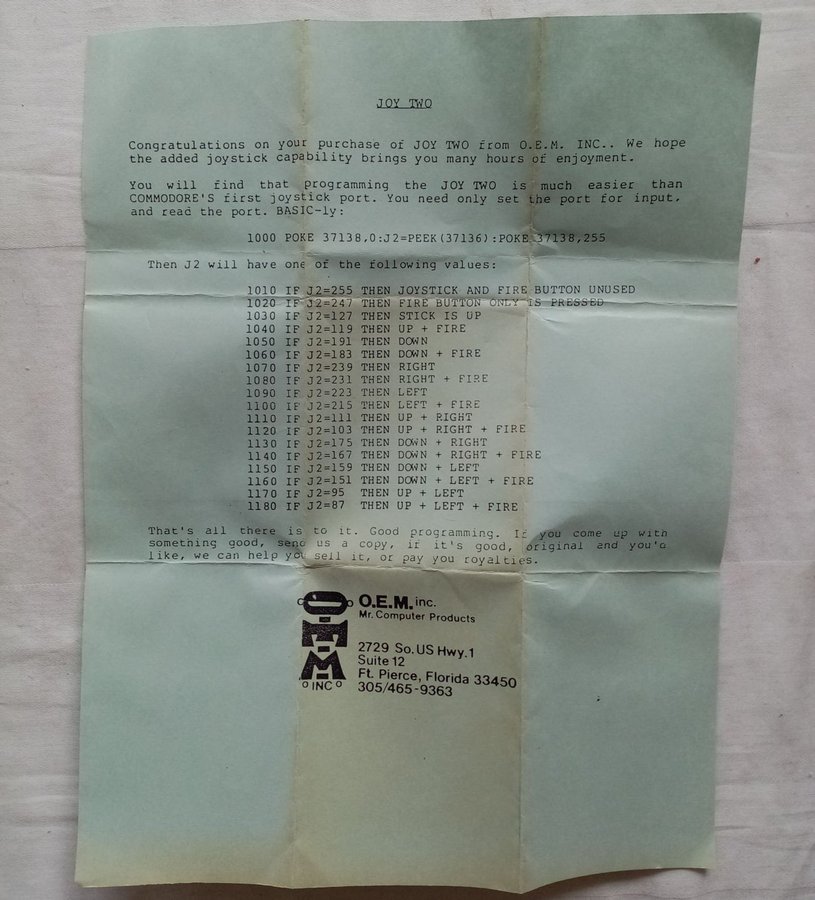 JOY TWO
Congratulations on your purchase of JOY TWO from O.E.M. INC.. We hope
the added joystick capability brings you many hours of enjoyment.
You will find that programming the JOY TWO is much easier than
COMMODORE'S first joystick port. You need only set the port for input,
and read the port. BASIC-ly:
1000 POKE 37138,0:J2=PEEK(37136):POKE 37138,255
Then J2 will have one of the following values:
1010 IF J2=255 THEN JOYSTICK AND FIRE BUTTON UNUSED
1020 IF J2=247 THEN FIRE BUTTON ONLY IS PRESSED
1030 IF J2=127 THEN STICK IS UP
1040 IF J2=119 THEN UP + FIRE
1050 IF J2=191 THEN DOWN
1060 IF J2=183 THEN DOWN + FIRE
1070 IF J2=239 THEN RIGHT
1080 IF J2=231 THEN RIGHT + FIRE
1090 IF J2=223 THEN LEFT
1100 IF J2=215 THEN LEFT + FIRE
1110 IF J2=111 THEN UP + RIGHT
1120 IF J2=103 THEN UP + RIGHT + FIRE
1130 IF J2=175 THEN DOWN + RIGHT
1140 IF J2=167 THEN DOWN + RIGHT + FIRE
1150 IF J2=159 THEN DOWN + LEFT
1160 IF J2=151 THEN DOWN + LEFT + FIRE
1170 IF J2=95 THEN UP + LEFT
1180 IF J2=87 THEN UP + LEFT + FIRE
That's all there is to it. Good programming. If you come up with
something good, send us a copy, if it's good, original and you'd
like, we can help you sell it, or pay you royalties.
OEM
INC
O.E.M. inc.
Mr. Computer Products
2729 So. US Hwy. 1
Suite 12
Ft. Pierce, Florida 33450
305/465-9363